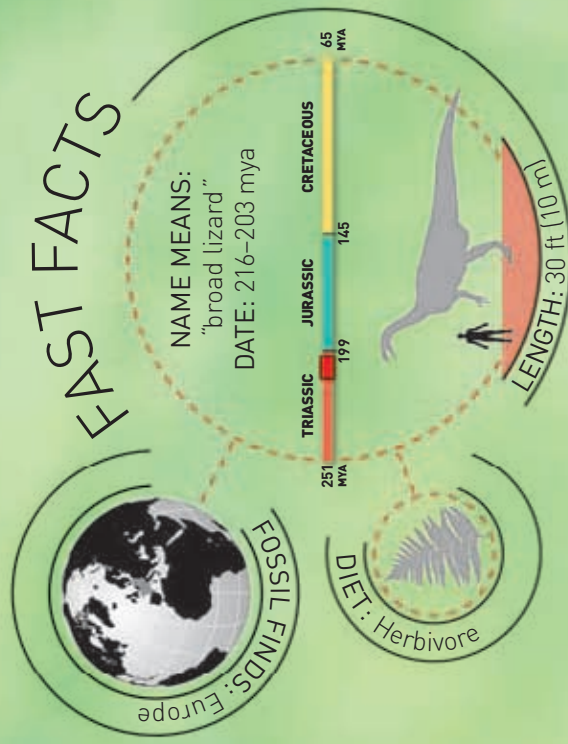 FAST FACTS
NAME MEANS:
"broad lizard"
DATE: 216–203 mya
TRIASSIC JURASSIC CRETACEOUS
251 MYA 199 145 65 MYA
LENGTH: 30 ft (10 m)
FOSSIL FINDS: Europe
DIET: Herbivore